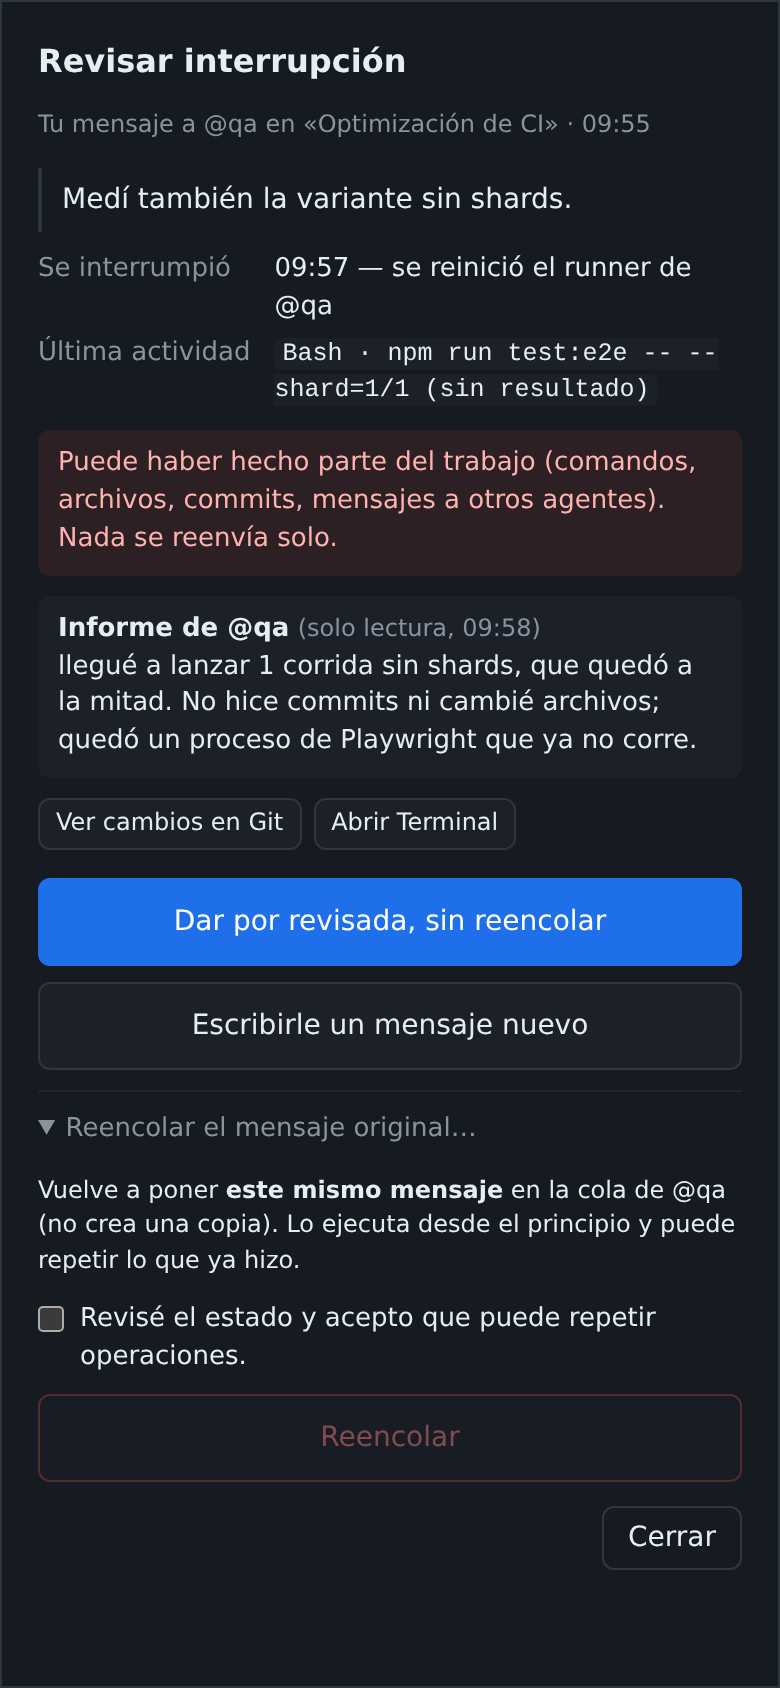 Revisar interrupción
Tu mensaje a @qa en «Optimización de CI» · 09:55
Medí también la variante sin shards.
Se interrumpió 09:57 — se reinició el runner de
@qa
Última actividad Bash · npm run test:e2e -- --
shard=1/1 (sin resultado)
Puede haber hecho parte del trabajo (comandos,
archivos, commits, mensajes a otros agentes).
Nada se reenvía solo.
Informe de @qa (solo lectura, 09:58)
llegué a lanzar 1 corrida sin shards, que quedó a
la mitad. No hice commits ni cambié archivos;
quedó un proceso de Playwright que ya no corre.
Ver cambios en Git Abrir Terminal
Dar por revisada, sin reencolar
Escribirle un mensaje nuevo
▼ Reencolar el mensaje original…
Vuelve a poner este mismo mensaje en la cola de @qa
(no crea una copia). Lo ejecuta desde el principio y puede
repetir lo que ya hizo.
Revisé el estado y acepto que puede repetir
operaciones.
Reencolar
Cerrar